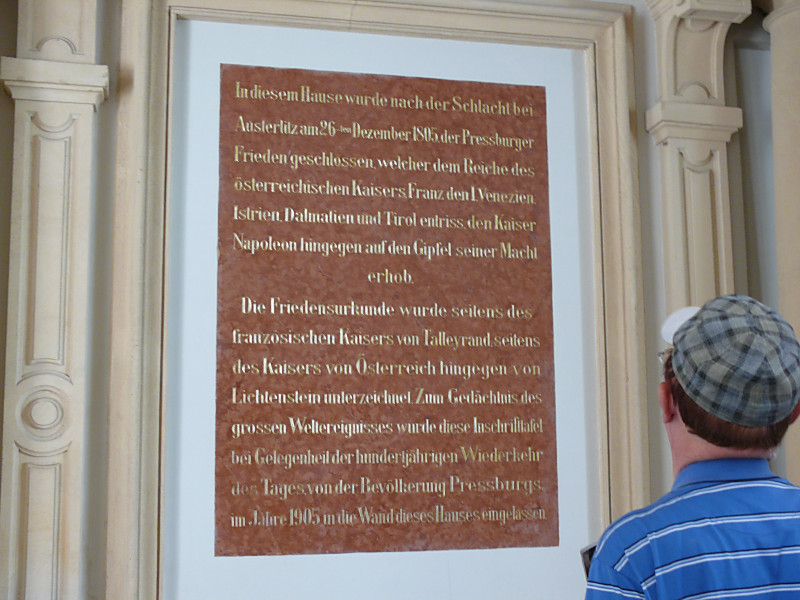 In diesem Hause wurde nach der Schlacht bei
Austerlitz am 26-ten Dezember 1805, der Pressburger
Frieden geschlossen, welcher dem Reiche des
österreichischen Kaisers, Franz den I. Venezien,
Istrien, Dalmatien und Tirol entriss, den Kaiser
Napoleon hingegen auf den Gipfel seiner Macht
erhob.
Die Friedensurkunde wurde seitens des
französischen Kaisers von Talleyrand, seitens
des Kaisers von Österreich hingegen von
Lichtenstein unterzeichnet. Zum Gedächtnis des
grossen Weltereignisses wurde diese Inschrifttafel
bei Gelegenheit der hundertjährigen Wiederkehr
des Tages, von der Bevölkerung Pressburgs,
im Jahre 1905 in die Wand dieses Hauses eingelassen.